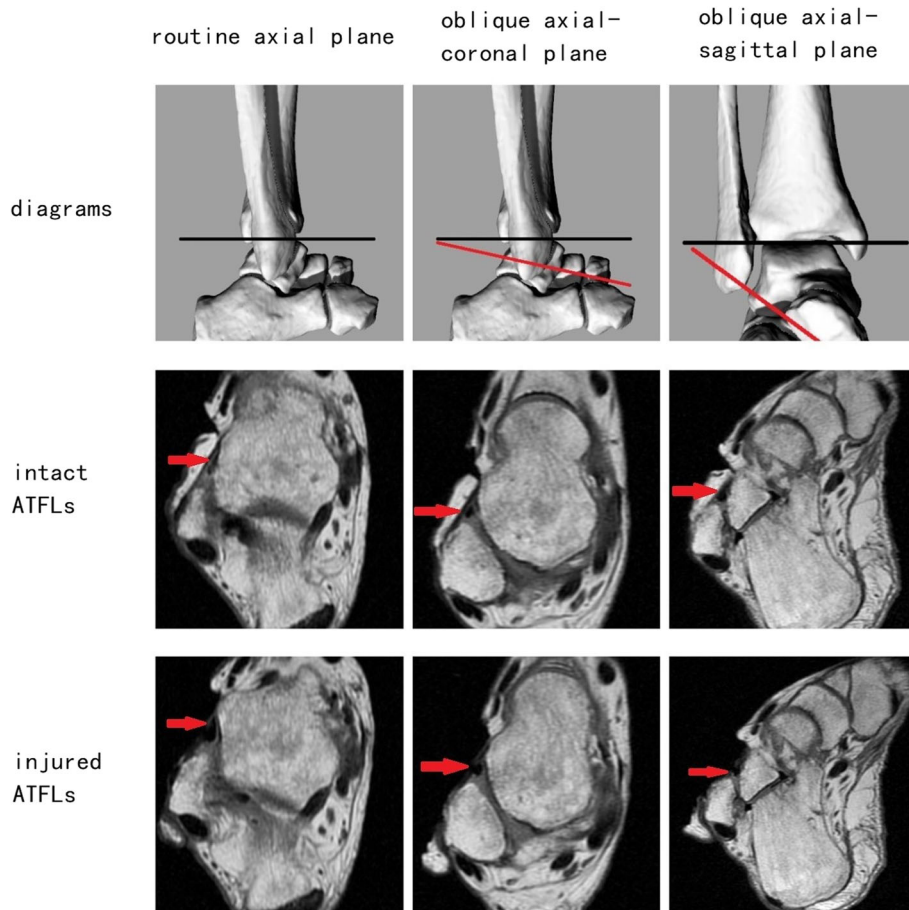 routine axial plane
oblique axial-
coronal plane
oblique axial-
sagittal plane
diagrams
intact
ATFLs
injured
ATFLs